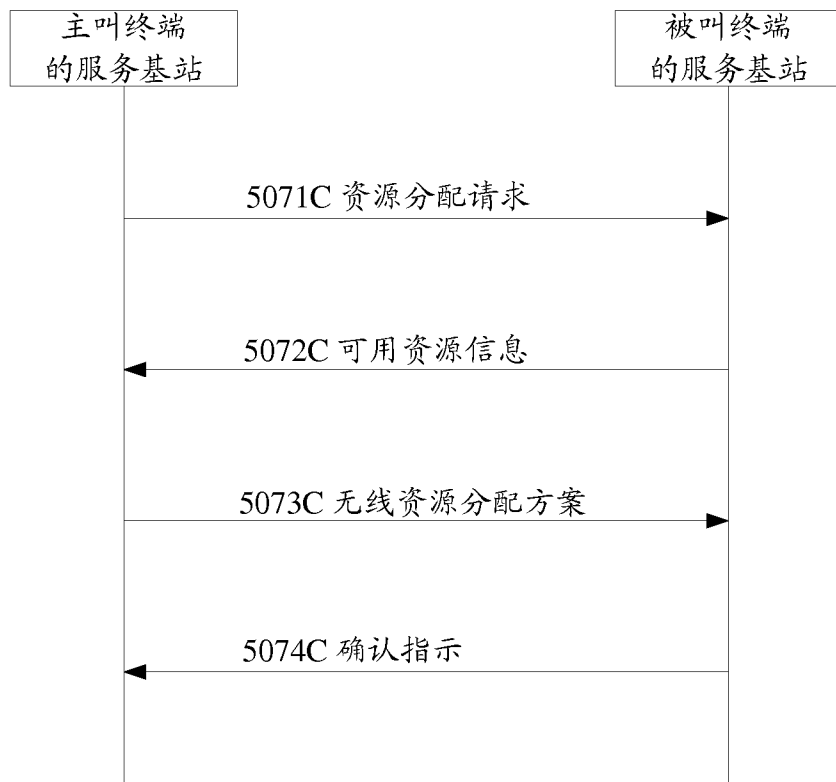 主叫终端
的服务基站
被叫终端
的服务基站
5071C 资源分配请求
5072C 可用资源信息
5073C 无线资源分配方案
5074C 确认指示